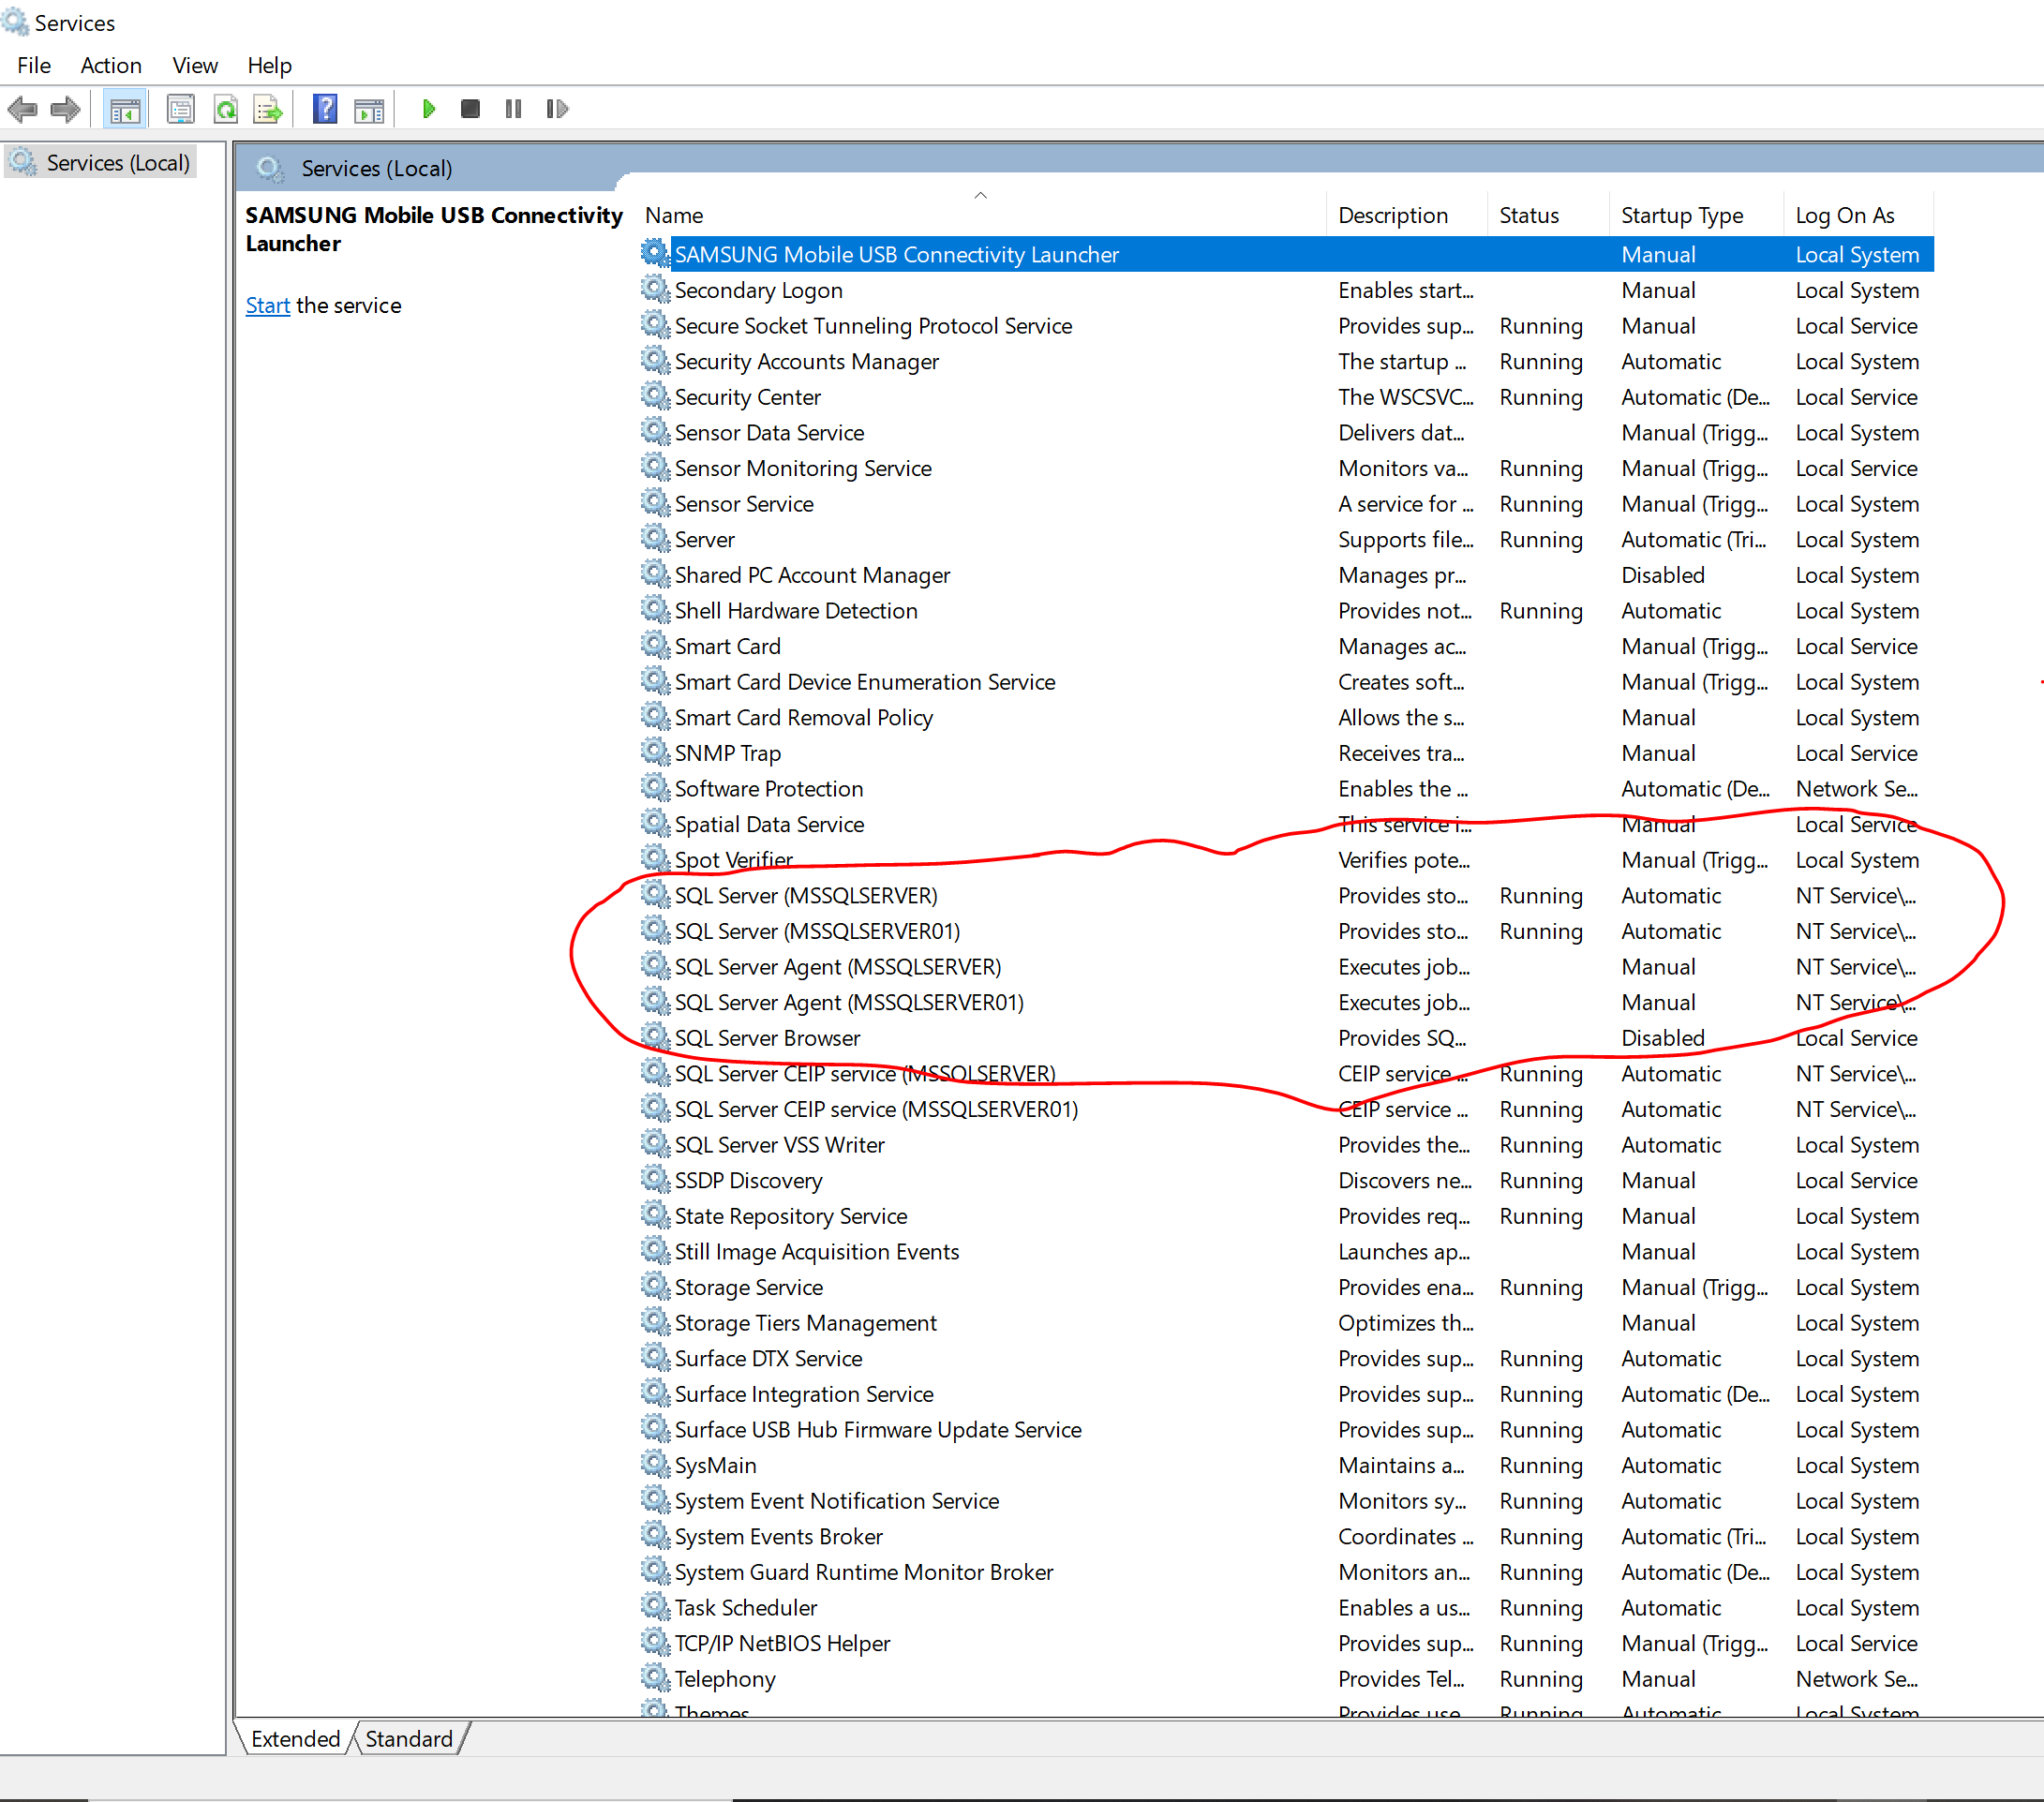 Services
File Action View Help
Services (Local)
Services (Local)
SAMSUNG Mobile USB Connectivity
Launcher
Start the service
Name Description Status Startup Type Log On As
SAMSUNG Mobile USB Connectivity Launcher Manual Local System
Secondary Logon Enables start... Manual Local System
Secure Socket Tunneling Protocol Service Provides sup... Running Manual Local Service
Security Accounts Manager The startup ... Running Automatic Local System
Security Center The WSCSVC... Running Automatic (De... Local Service
Sensor Data Service Delivers dat... Manual (Trigg... Local System
Sensor Monitoring Service Monitors va... Running Manual (Trigg... Local Service
Sensor Service A service for ... Running Manual (Trigg... Local System
Server Supports file... Running Automatic (Tri... Local System
Shared PC Account Manager Manages pr... Disabled Local System
Shell Hardware Detection Provides not... Running Automatic Local System
Smart Card Manages ac... Manual (Trigg... Local Service
Smart Card Device Enumeration Service Creates soft... Manual (Trigg... Local System
Smart Card Removal Policy Allows the s... Manual Local System
SNMP Trap Receives tra... Manual Local Service
Software Protection Enables the ... Automatic (De... Network Se...
Spatial Data Service This service i... Manual Local Service
Spot Verifier Verifies pote... Manual (Trigg... Local System
SQL Server (MSSQLSERVER) Provides sto... Running Automatic NT Service\...
SQL Server (MSSQLSERVER01) Provides sto... Running Automatic NT Service\...
SQL Server Agent (MSSQLSERVER) Executes job... Manual NT Service\...
SQL Server Agent (MSSQLSERVER01) Executes job... Manual NT Service\...
SQL Server Browser Provides SQ... Disabled Local Service
SQL Server CEIP service (MSSQLSERVER) CEIP service ... Running Automatic NT Service\...
SQL Server CEIP service (MSSQLSERVER01) CEIP service ... Running Automatic NT Service\...
SQL Server VSS Writer Provides the... Running Automatic Local System
SSDP Discovery Discovers ne... Running Manual Local Service
State Repository Service Provides req... Running Manual Local System
Still Image Acquisition Events Launches ap... Manual Local System
Storage Service Provides ena... Running Manual (Trigg... Local System
Storage Tiers Management Optimizes th... Manual Local System
Surface DTX Service Provides sup... Running Automatic Local System
Surface Integration Service Provides sup... Running Automatic (De... Local System
Surface USB Hub Firmware Update Service Provides sup... Running Automatic Local System
SysMain Maintains a... Running Automatic Local System
System Event Notification Service Monitors sy... Running Automatic Local System
System Events Broker Coordinates ... Running Automatic (Tri... Local System
System Guard Runtime Monitor Broker Monitors an... Running Automatic (De... Local System
Task Scheduler Enables a us... Running Automatic Local System
TCP/IP NetBIOS Helper Provides sup... Running Manual (Trigg... Local Service
Telephony Provides Tel... Running Manual Network Se...
Themes Provides use... Running Automatic Local System
Extended Standard